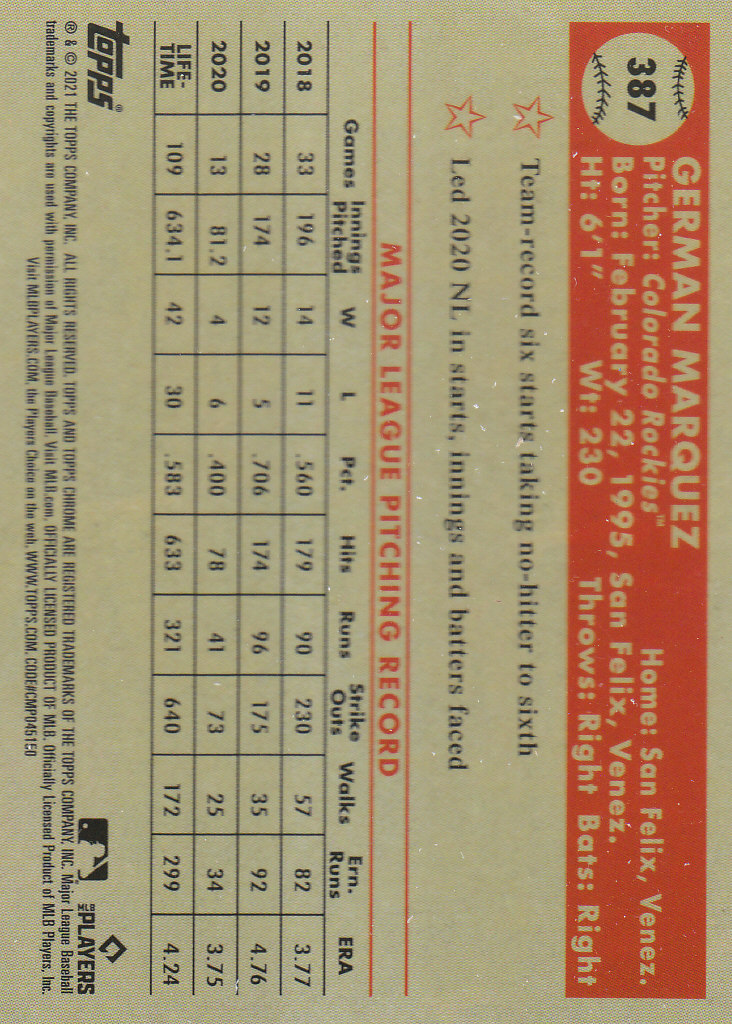 387
GERMAN MARQUEZ
Pitcher: Colorado Rockies™ Home: San Felix, Venez.
Born: February 22, 1995, San Felix, Venez.
Ht: 6'1" Wt: 230 Throws: Right Bats: Right
Team-record six starts taking no-hitter to sixth
Led 2020 NL in starts, innings and batters faced
MAJOR LEAGUE PITCHING RECORD
Games Innings Pitched W L Pct. Hits Runs Strike Outs Walks Ern. Runs ERA
2018 33 196 14 11 .560 179 90 230 57 82 3.77
2019 28 174 12 5 .706 174 96 175 35 92 4.76
2020 13 81.2 4 6 .400 78 41 73 25 34 3.75
LIFE-TIME 109 634.1 42 30 .583 633 321 640 172 299 4.24
topps®
MLB PLAYERS
® & © 2021 THE TOPPS COMPANY, INC. ALL RIGHTS RESERVED. TOPPS AND TOPPS CHROME ARE REGISTERED TRADEMARKS OF THE TOPPS COMPANY, INC. Major League Baseball
trademarks and copyrights are used with permission of Major League Baseball. Visit MLB.com. OFFICIALLY LICENSED PRODUCT OF MLB. Officially Licensed Product of MLB Players, Inc.
Visit MLBPLAYERS.COM, the Players Choice on the web. WWW.TOPPS.COM. CODE#CMP045150